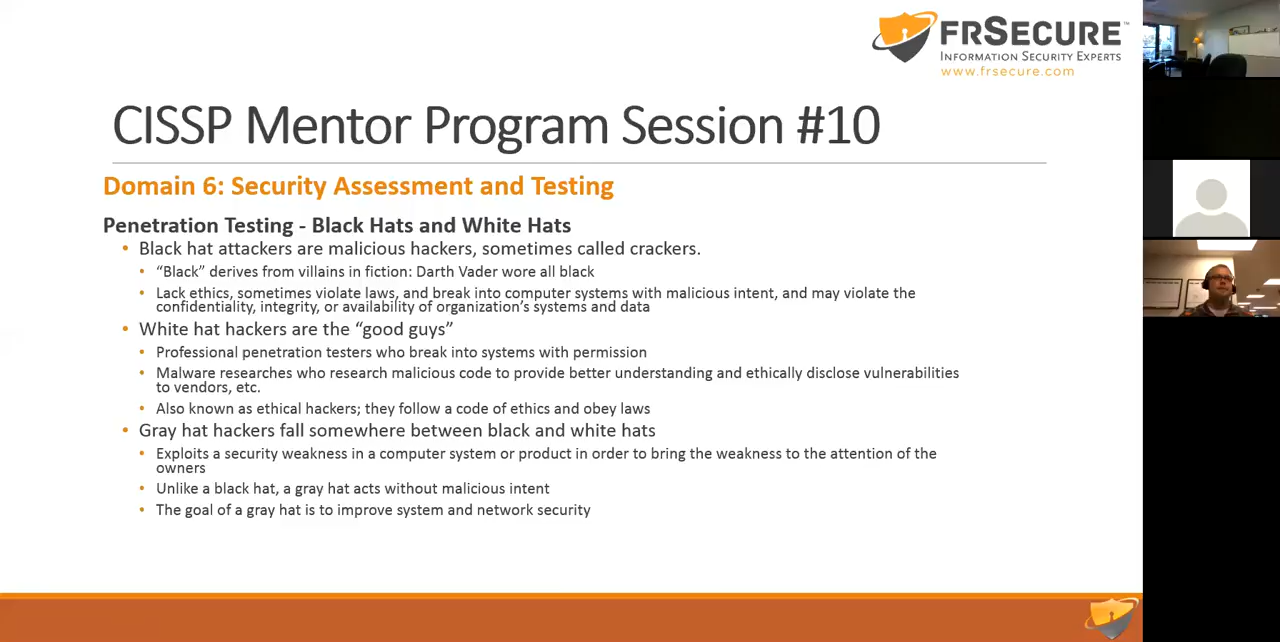 FRSECURE™
INFORMATION SECURITY EXPERTS
www.frsecure.com
CISSP Mentor Program Session #10
Domain 6: Security Assessment and Testing
Penetration Testing - Black Hats and White Hats
• Black hat attackers are malicious hackers, sometimes called crackers.
• “Black” derives from villains in fiction: Darth Vader wore all black
• Lack ethics, sometimes violate laws, and break into computer systems with malicious intent, and may violate the
confidentiality, integrity, or availability of organization’s systems and data
• White hat hackers are the “good guys”
• Professional penetration testers who break into systems with permission
• Malware researches who research malicious code to provide better understanding and ethically disclose vulnerabilities
to vendors, etc.
• Also known as ethical hackers; they follow a code of ethics and obey laws
• Gray hat hackers fall somewhere between black and white hats
• Exploits a security weakness in a computer system or product in order to bring the weakness to the attention of the
owners
• Unlike a black hat, a gray hat acts without malicious intent
• The goal of a gray hat is to improve system and network security